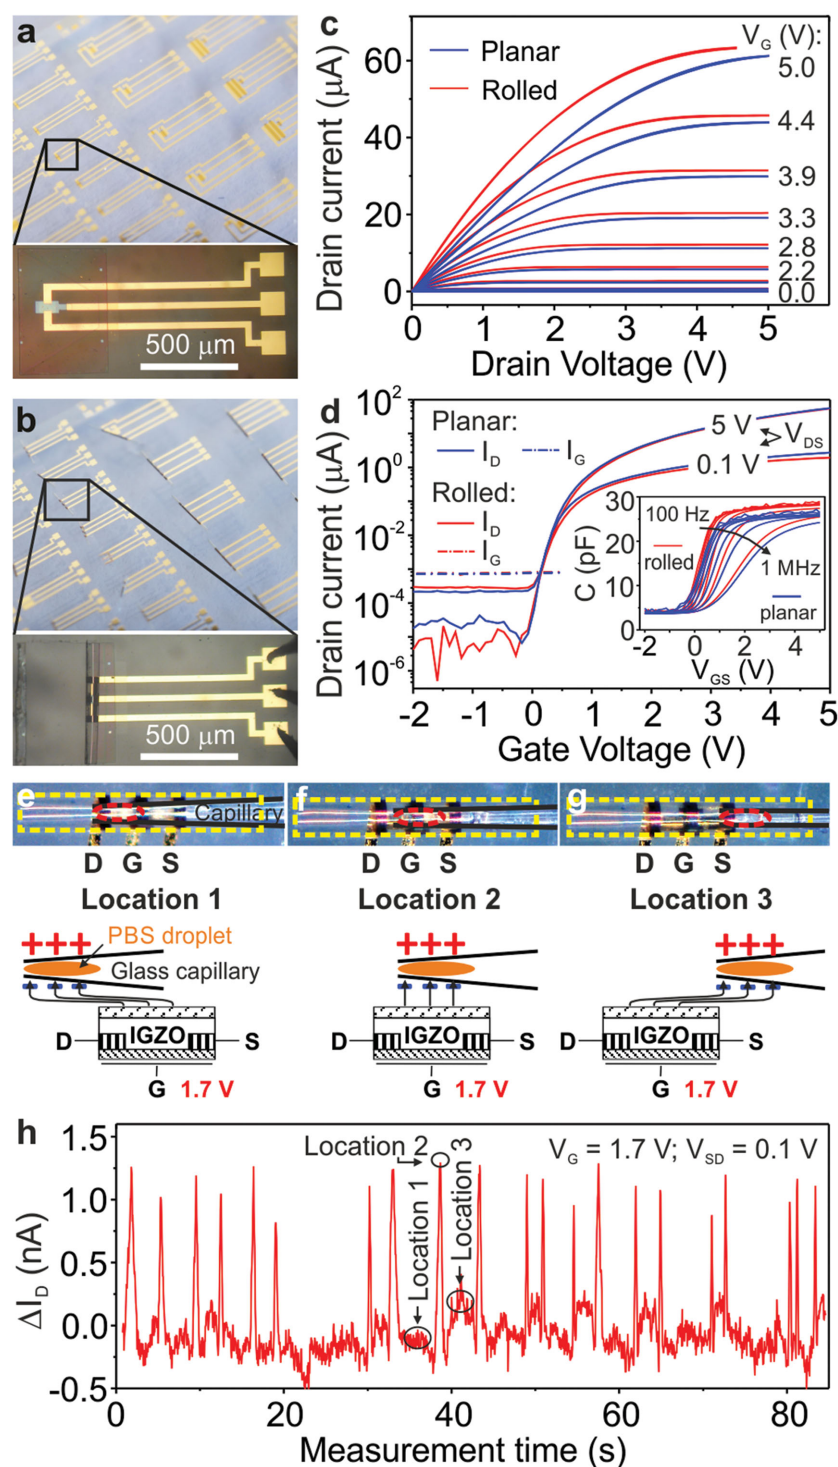 a
500 μm
b
500 μm
c
Drain current (μA)
60
40
20
0
Planar
Rolled
V_G (V):
5.0
4.4
3.9
3.3
2.8
2.2
0.0
0 1 2 3 4 5
Drain Voltage (V)
d
Drain current (μA)
10²
10⁰
10⁻²
10⁻⁴
10⁻⁶
Planar:
I_D I_G
Rolled:
I_D
I_G
5 V
V_DS
0.1 V
C (pF)
30
20
10
0
100 Hz
rolled
1 MHz
planar
-2 0 2 4
V_GS (V)
-2 -1 0 1 2 3 4 5
Gate Voltage (V)
e
Capillary
D G S
Location 1
f
D G S
Location 2
g
D G S
Location 3
+++
PBS droplet
Glass capillary
D IGZO S
G 1.7 V
+++
D IGZO S
G 1.7 V
+++
D IGZO S
G 1.7 V
h
ΔI_D (nA)
1.5
1.0
0.5
0.0
-0.5
Location 2
Location 1
Location 3
V_G = 1.7 V; V_SD = 0.1 V
0 20 40 60 80
Measurement time (s)